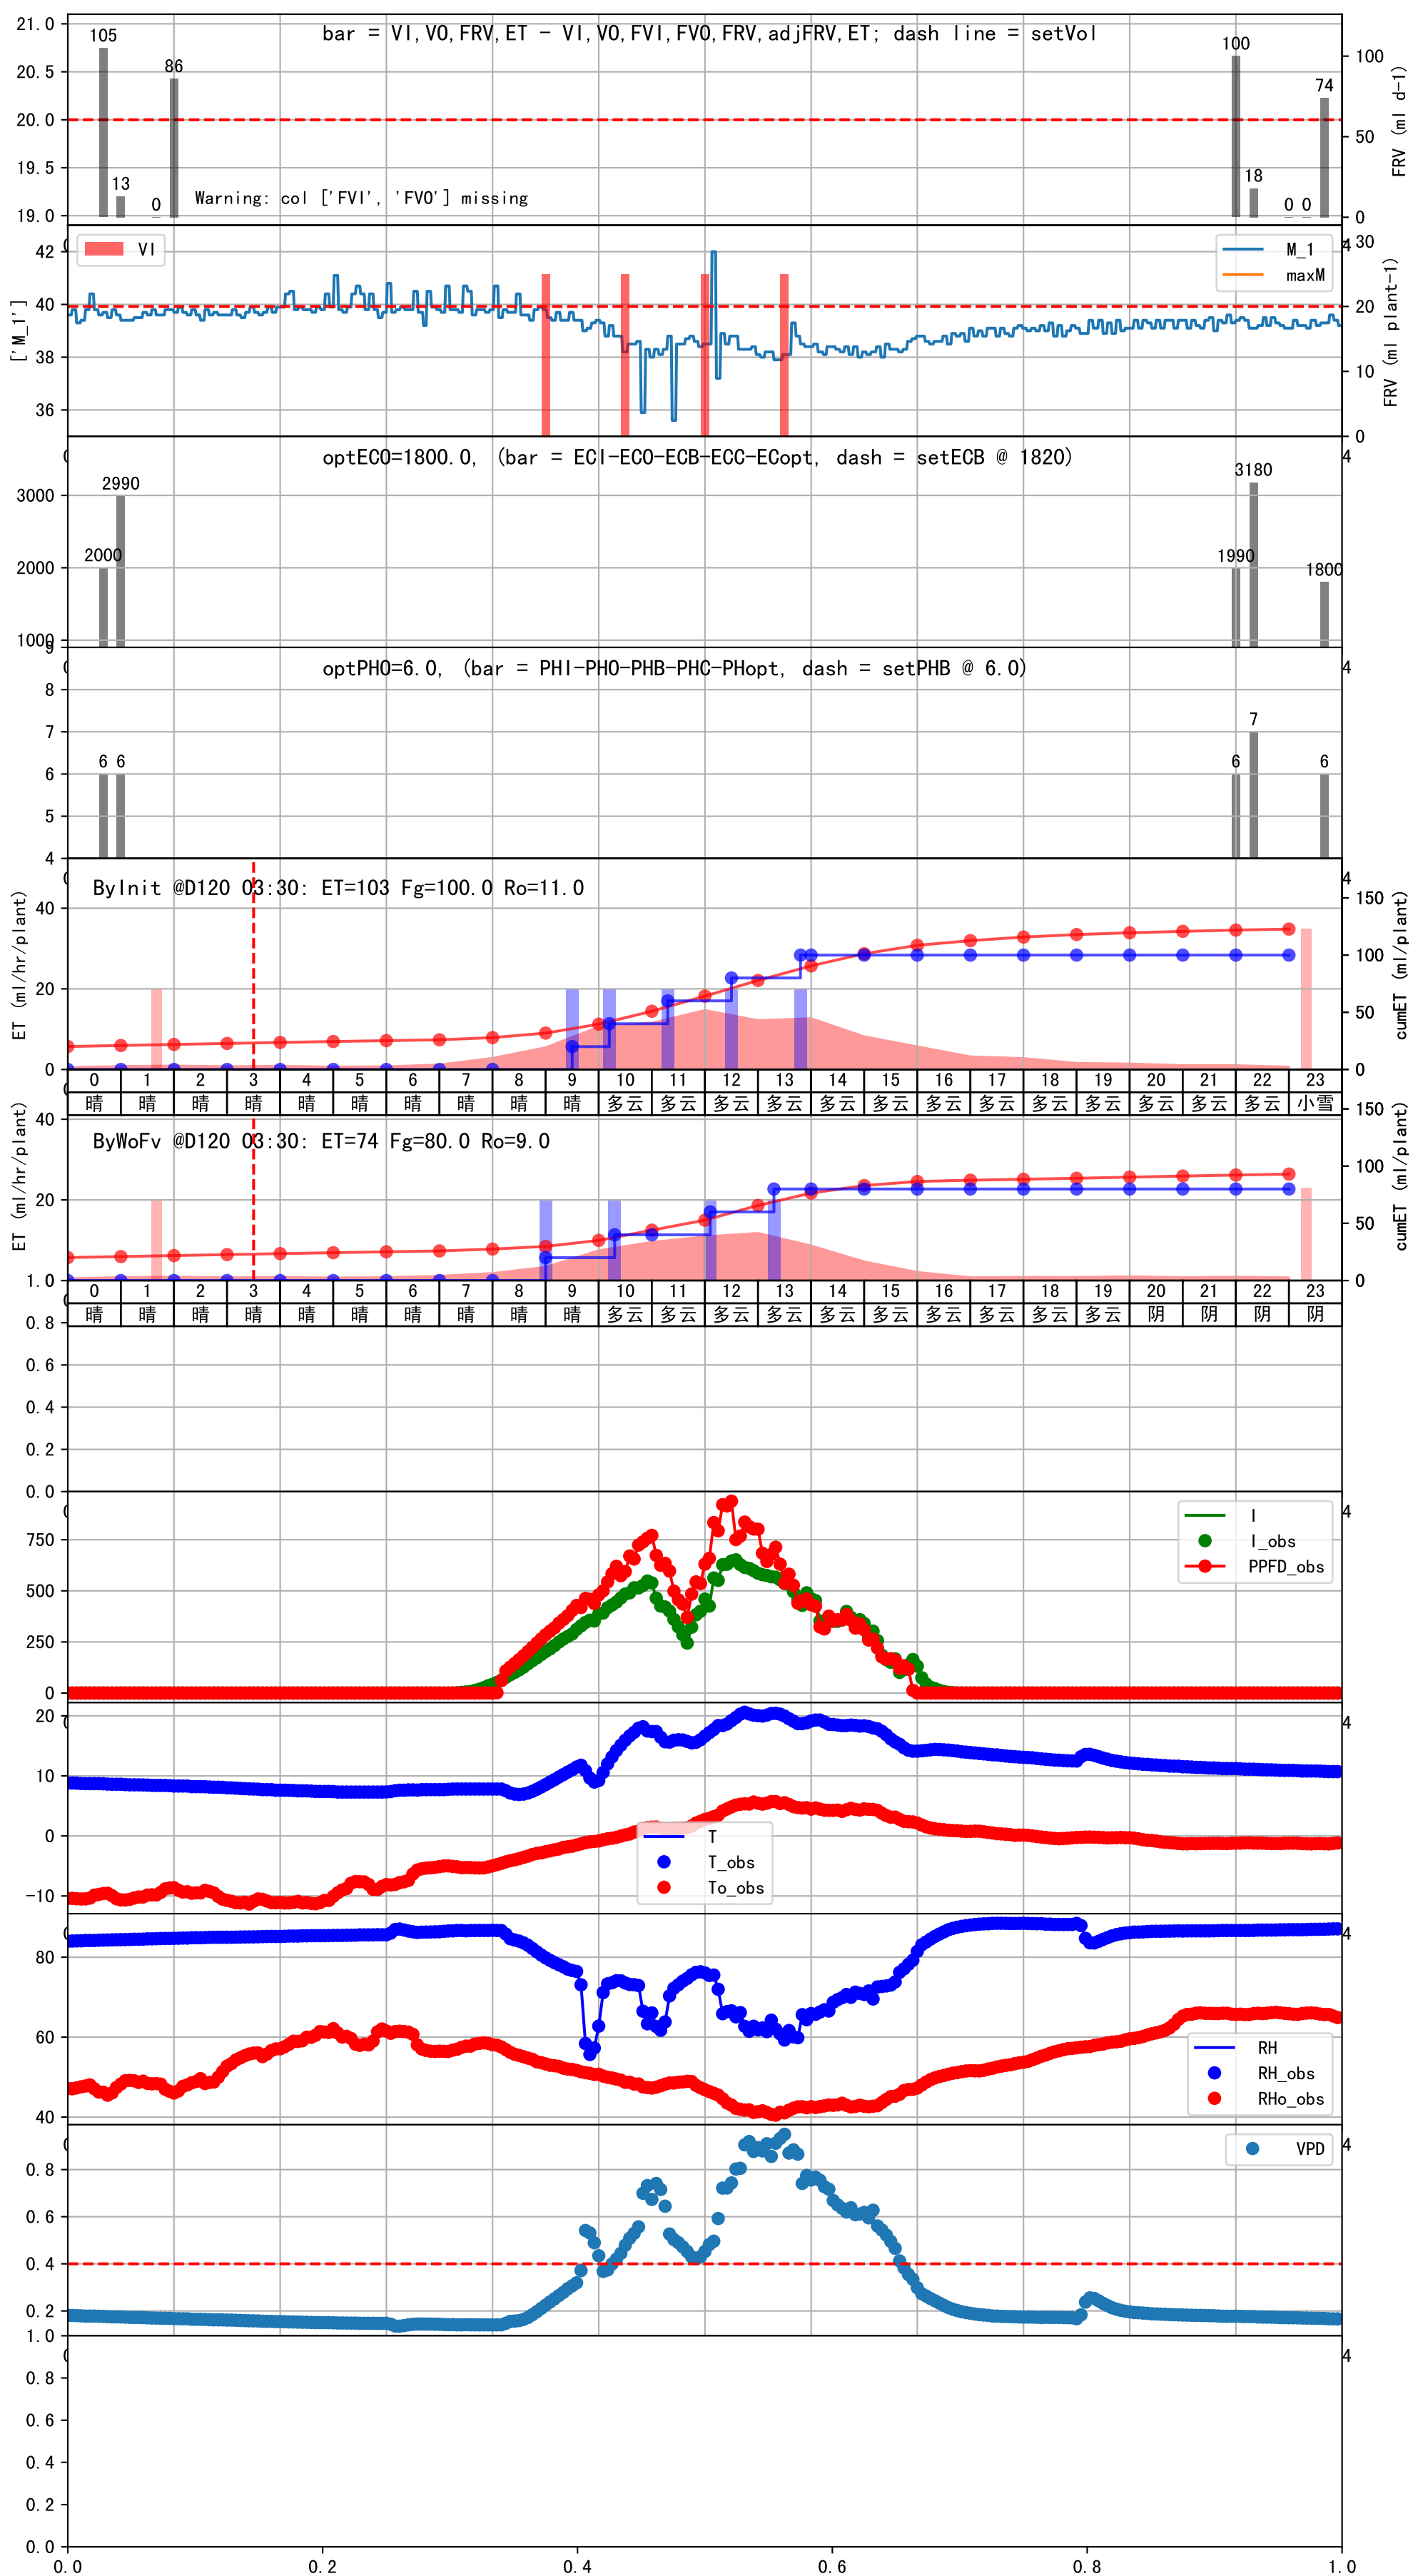 bar = VI,VO,FRV,ET - VI,VO,FVI,FVO,FRV,adjFRV,ET; dash line = setVol
21.0
20.5
20.0
19.5
19.0
105
13
0
86
100
18
0 0
74
Warning: col ['FVI', 'FVO'] missing
100
50
0
FRV (ml d-1)
VI
M_1
maxM
42
40
38
36
['M_1']
30
20
10
0
FRV (ml plant-1)
optECO=1800.0, (bar = ECI-ECO-ECB-ECC-ECopt, dash = setECB @ 1820)
3000
2000
1000
2000
2990
1990
3180
1800
4
optPHO=6.0, (bar = PHI-PHO-PHB-PHC-PHopt, dash = setPHB @ 6.0)
9
8
7
6
5
4
6 6
6
7
6
4
ByInit @D120 03:30: ET=103 Fg=100.0 Ro=11.0
40
20
0
ET (ml/hr/plant)
4
150
100
50
0
cumET (ml/plant)
0 1 2 3 4 5 6 7 8 9 10 11 12 13 14 15 16 17 18 19 20 21 22 23
晴 晴 晴 晴 晴 晴 晴 晴 晴 晴 多云 多云 多云 多云 多云 多云 多云 多云 多云 多云 多云 多云 多云 小雪
ByWoFv @D120 03:30: ET=74 Fg=80.0 Ro=9.0
40
20
ET (ml/hr/plant)
150
100
50
0
cumET (ml/plant)
0 1 2 3 4 5 6 7 8 9 10 11 12 13 14 15 16 17 18 19 20 21 22 23
晴 晴 晴 晴 晴 晴 晴 晴 晴 晴 多云 多云 多云 多云 多云 多云 多云 多云 多云 多云 阴 阴 阴 阴
1.0
0.8
0.6
0.4
0.2
0.0
4
I
I_obs
PPFD_obs
750
500
250
0
4
20
10
0
-10
T
T_obs
To_obs
4
80
60
40
RH
RH_obs
RHo_obs
4
VPD
0.8
0.6
0.4
0.2
4
1.0
0.8
0.6
0.4
0.2
0.0
0.0 0.2 0.4 0.6 0.8 1.0